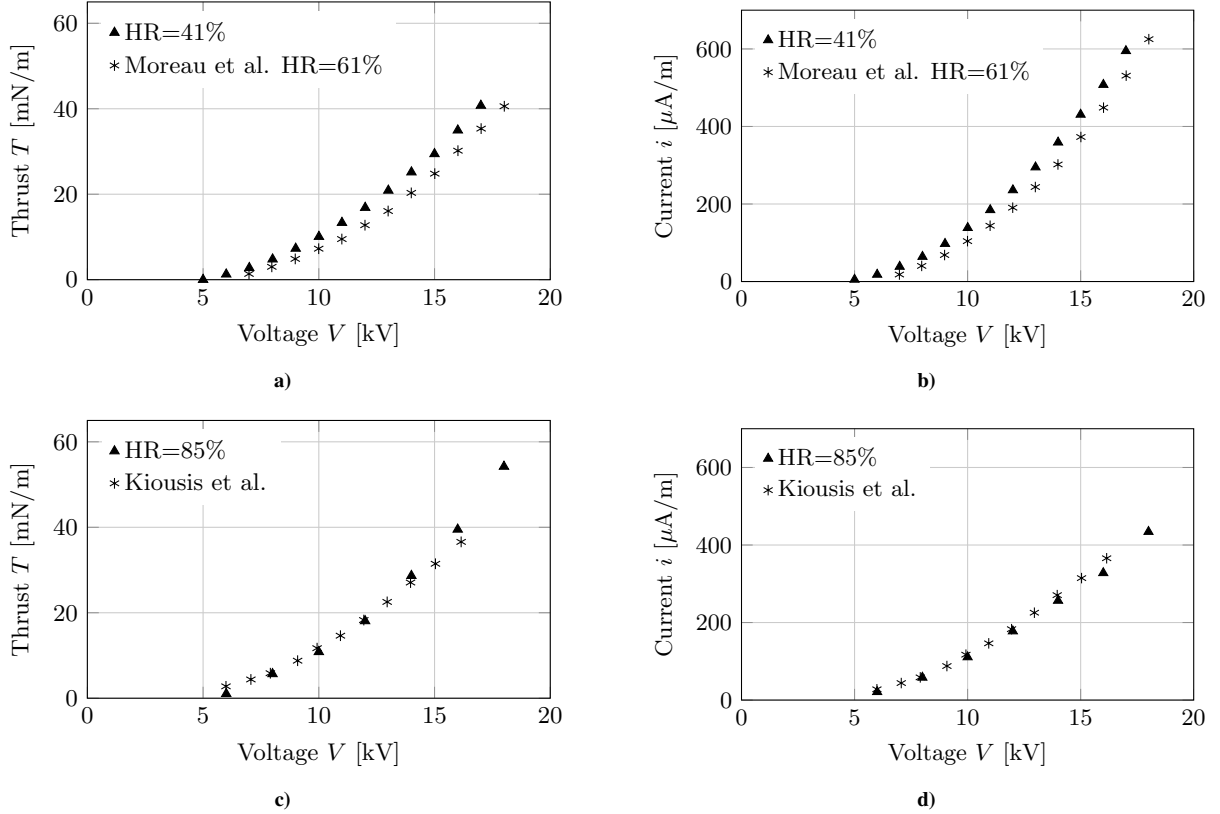 HR=41%
Moreau et al. HR=61%
Thrust T [mN/m]
60
40
20
0
0 5 10 15 20
Voltage V [kV]
a)
HR=41%
Moreau et al. HR=61%
Current i [μA/m]
600
400
200
0
0 5 10 15 20
Voltage V [kV]
b)
HR=85%
Kiousis et al.
Thrust T [mN/m]
60
40
20
0
0 5 10 15 20
Voltage V [kV]
c)
HR=85%
Kiousis et al.
Current i [μA/m]
600
400
200
0
0 5 10 15 20
Voltage V [kV]
d)